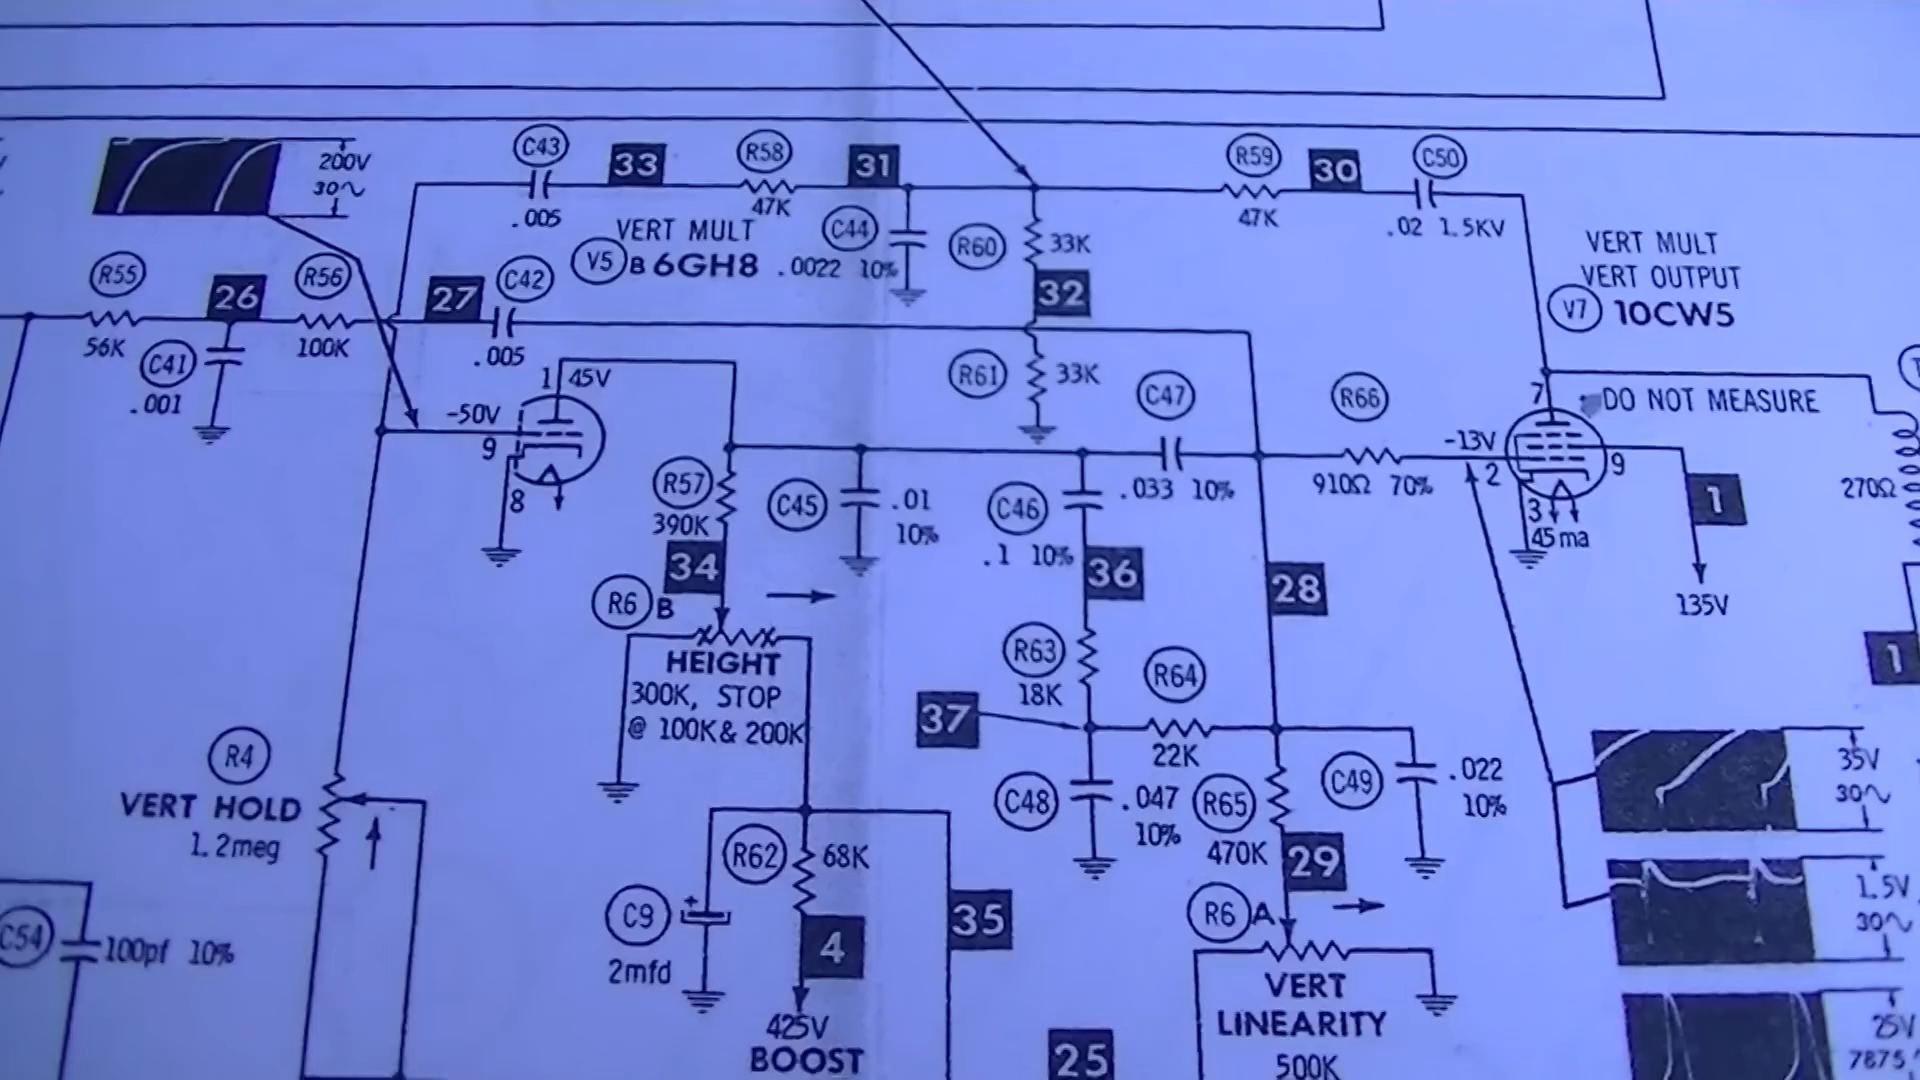 C43
33
R58
31
R59
30
C50
200V
30~
.005
47K
C44
47K
.02 1.5KV
VERT MULT
V5 B 6GH8
.0022 10%
R60
33K
VERT MULT
VERT OUTPUT
V7 10CW5
R55
26
R56
27
C42
32
56K
C41
100K
.005
.001
1
45V
R61
33K
C47
R66
7
DO NOT MEASURE
-50V
9
8
-13V
2
9
3
45 ma
R57
390K
C45
.01
10%
C46
.033 10%
910Ω 70%
1
270Ω
34
.1 10%
36
28
135V
R6 B
HEIGHT
300K, STOP
@ 100K & 200K
R63
18K
R64
37
22K
1
R4
VERT HOLD
1.2meg
C48
.047
10%
R65
470K
C49
.022
10%
35V
30~
R62
68K
29
C9
+
2mfd
4
35
R6 A
1.5V
30~
C54
100pf 10%
425V
BOOST
VERT
LINEARITY
500K
25
25V
7875